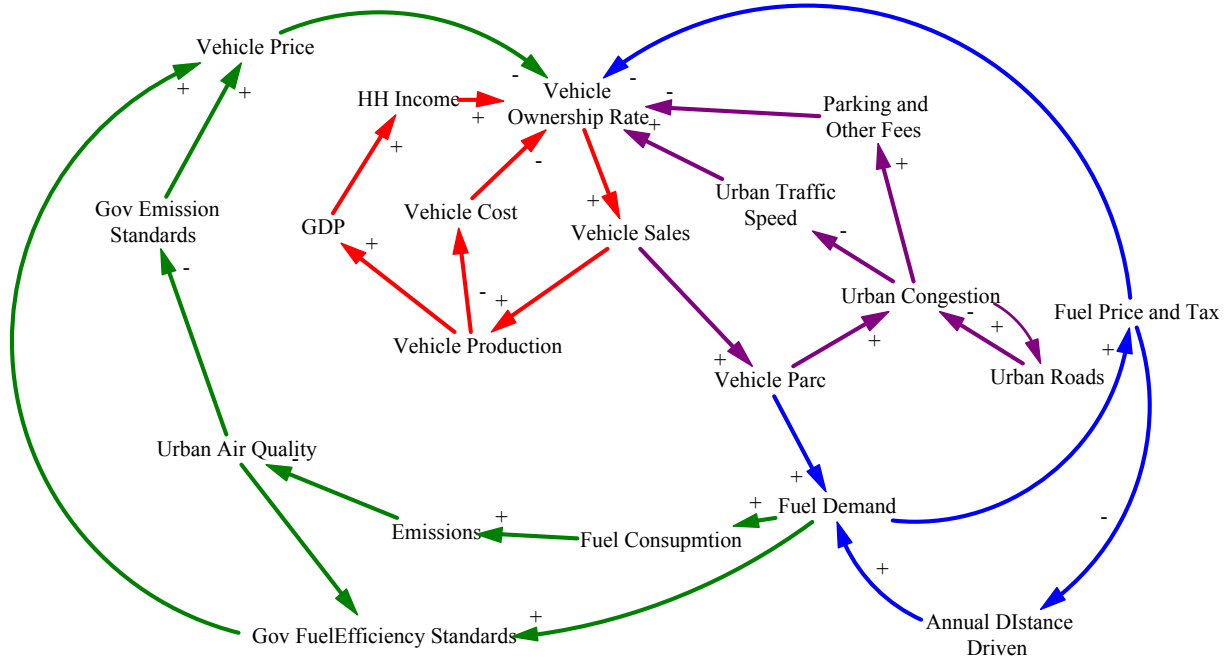 Vehicle Price
+
+
-
-
Vehicle
Ownership Rate
-
+
HH Income
+
-
Parking and
Other Fees
+
+
Gov Emission
Standards
-
GDP
+
Vehicle Cost
-
+
Vehicle Sales
+
Urban Traffic
Speed
-
Urban Congestion
-
+
+
Fuel Price and Tax
+
Vehicle Production
+
Vehicle Parc
Urban Roads
Urban Air Quality
-
+
Fuel Demand
+
Emissions
+
Fuel Consupmtion
-
+
Gov FuelEfficiency Standards
+
Annual DIstance
Driven